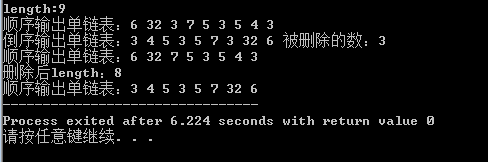 length:9
顺序输出单链表：6 32 3 7 5 3 5 4 3
倒序输出单链表：3 4 5 3 5 7 3 32 6 被删除的数：3
顺序输出单链表：6 32 7 5 3 5 4 3
删除后length：8
顺序输出单链表：3 4 5 3 5 7 32 6
--------------------------------
Process exited after 6.224 seconds with return value 0
请按任意键继续. . .